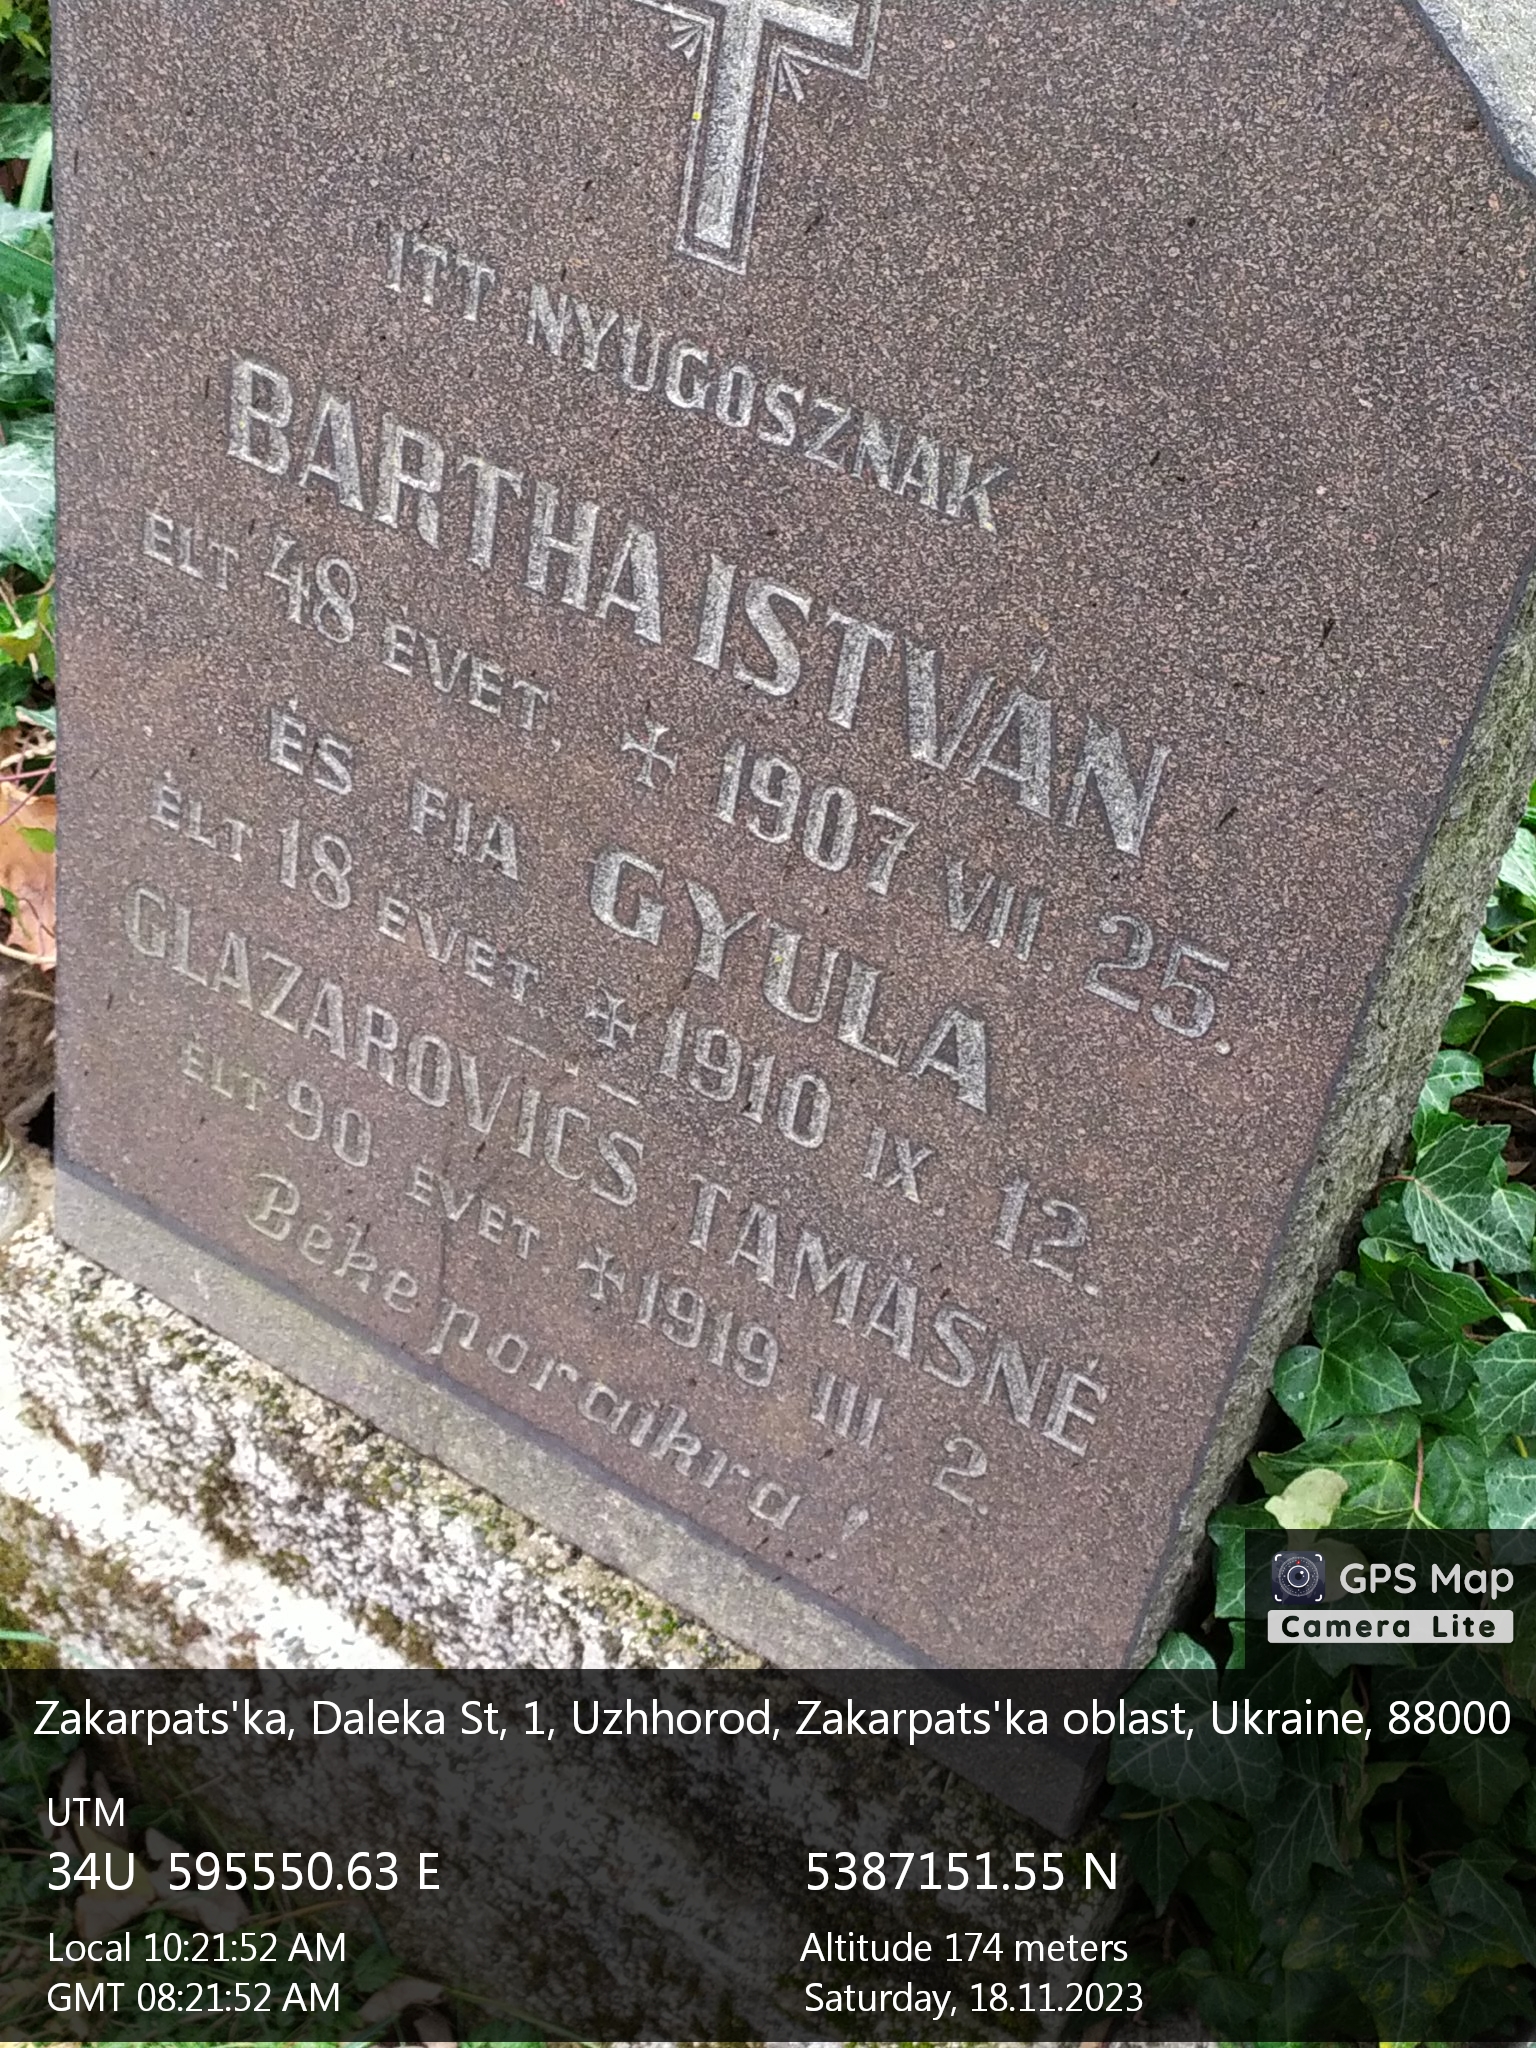 ITT NYUGOSZNAK
BARTHA ISTVÁN
ÉLT 48 ÉVET, ✠ 1907 VII 25.
ÉS FIA GYULA
ÉLT 18 ÉVET. ✠ 1910 IX. 12.
GLAZAROVICS TAMÁSNÉ
ÉLT 90 ÉVET. ✠ 1919 III. 2.
Béke poraikra!
GPS Map
Camera Lite
Zakarpats'ka, Daleka St, 1, Uzhhorod, Zakarpats'ka oblast, Ukraine, 88000
UTM
34U 595550.63 E 5387151.55 N
Local 10:21:52 AM Altitude 174 meters
GMT 08:21:52 AM Saturday, 18.11.2023